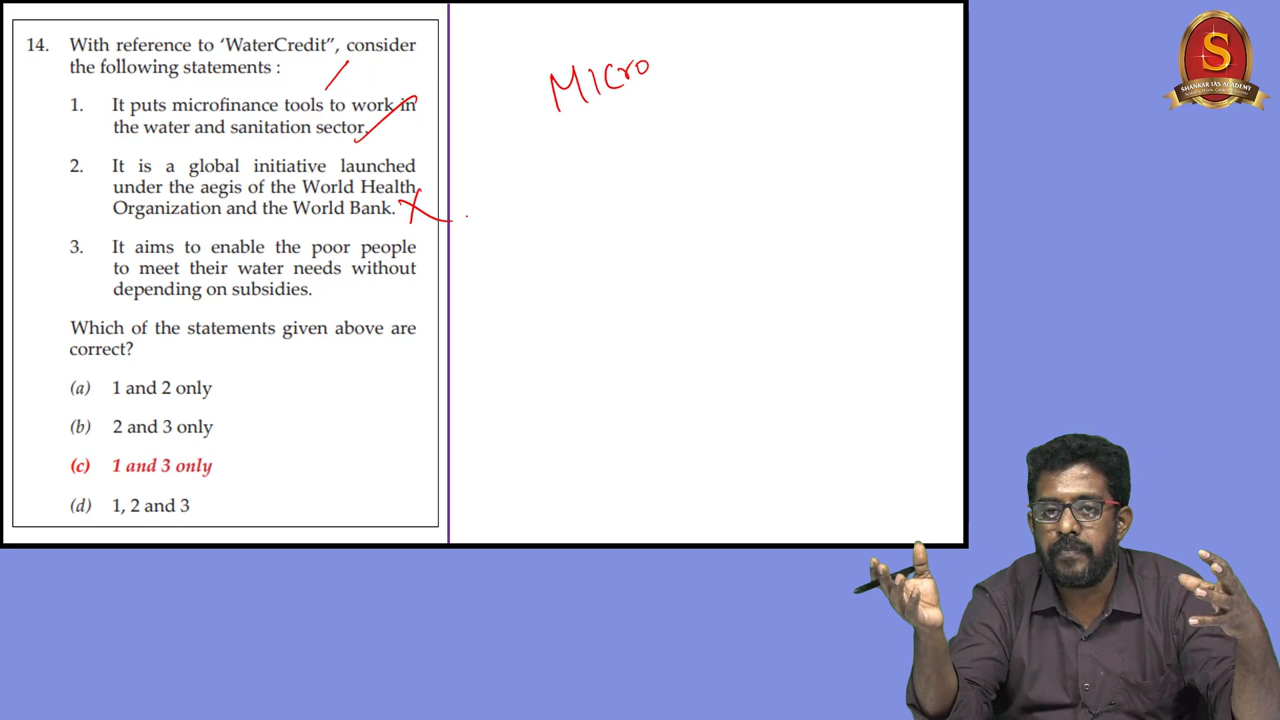 14. With reference to ‘WaterCredit”, consider
the following statements :
1. It puts microfinance tools to work in
the water and sanitation sector.
2. It is a global initiative launched
under the aegis of the World Health
Organization and the World Bank.
3. It aims to enable the poor people
to meet their water needs without
depending on subsidies.
Which of the statements given above are
correct?
(a) 1 and 2 only
(b) 2 and 3 only
(c) 1 and 3 only
(d) 1, 2 and 3
Micro
S
SHANKAR IAS ACADEMY